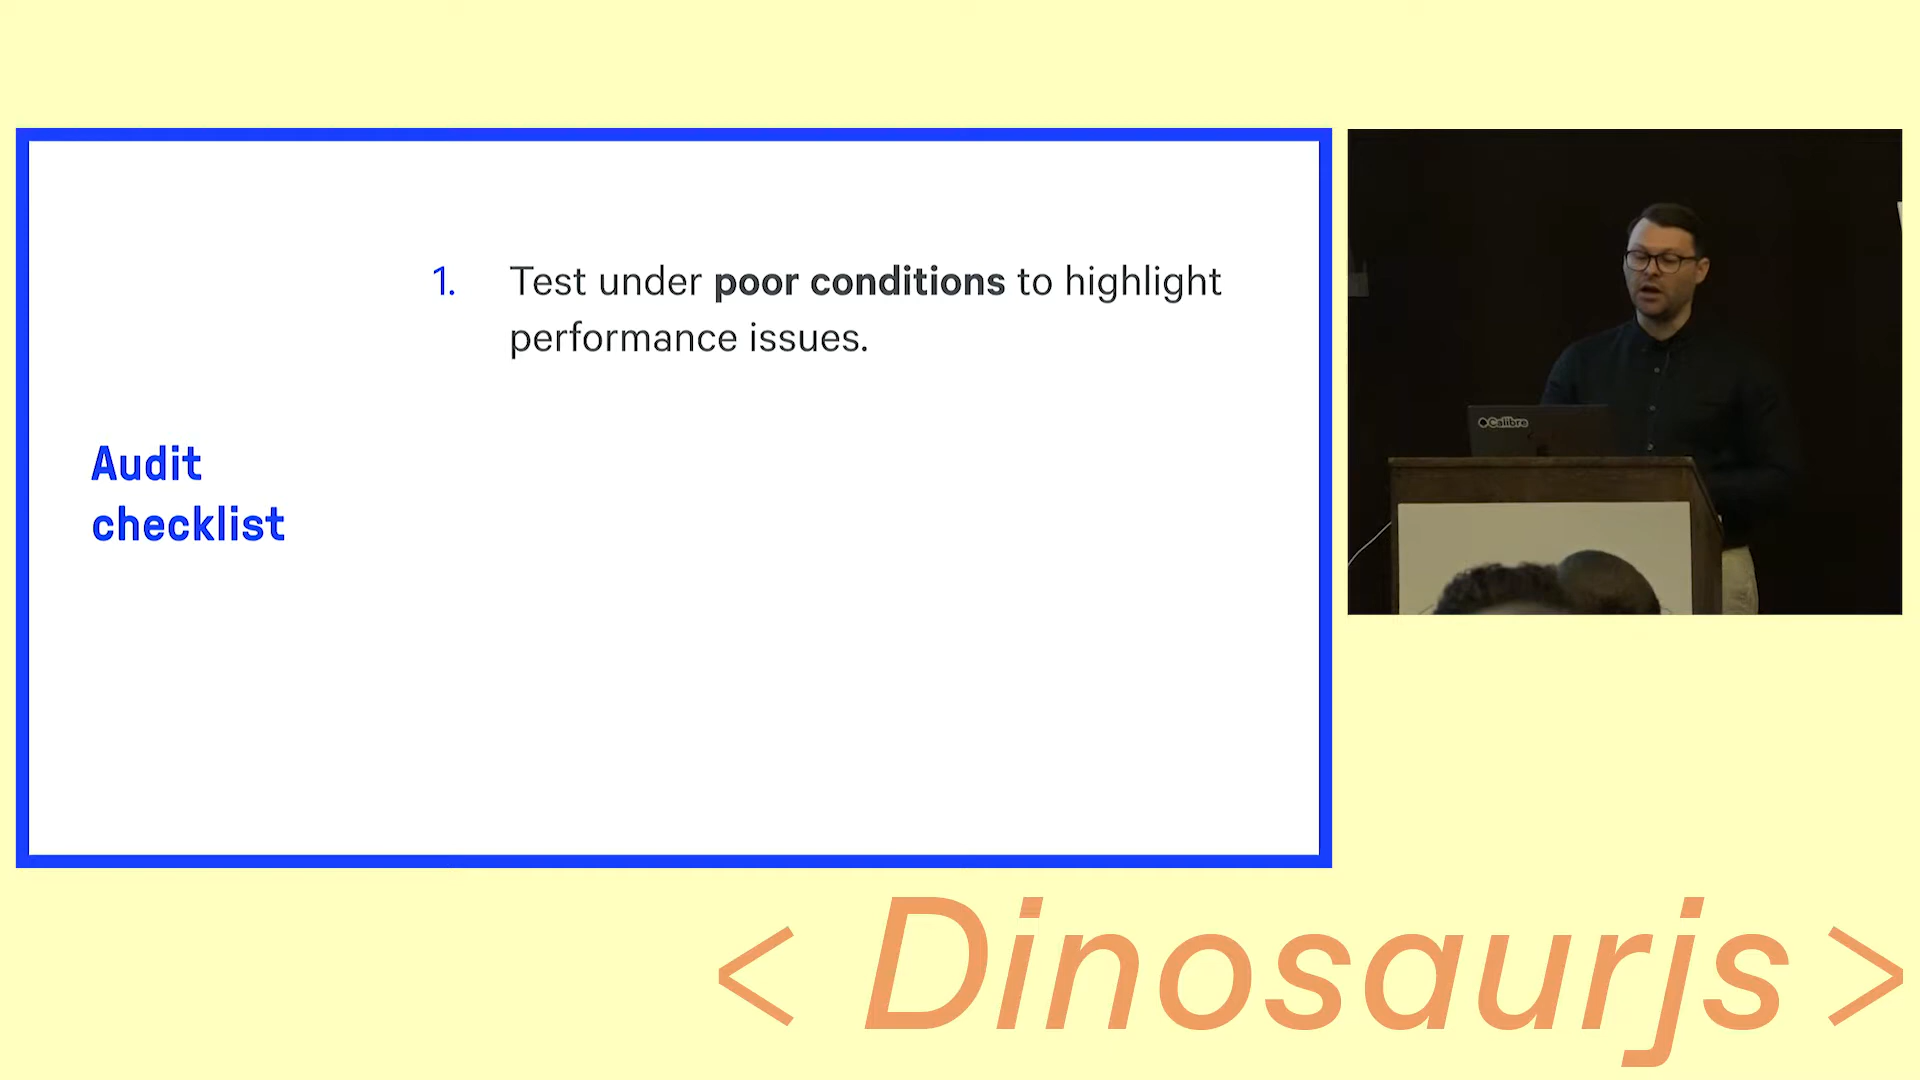 1. Test under poor conditions to highlight
performance issues.
Audit
checklist
Calibre
< Dinosaurjs >